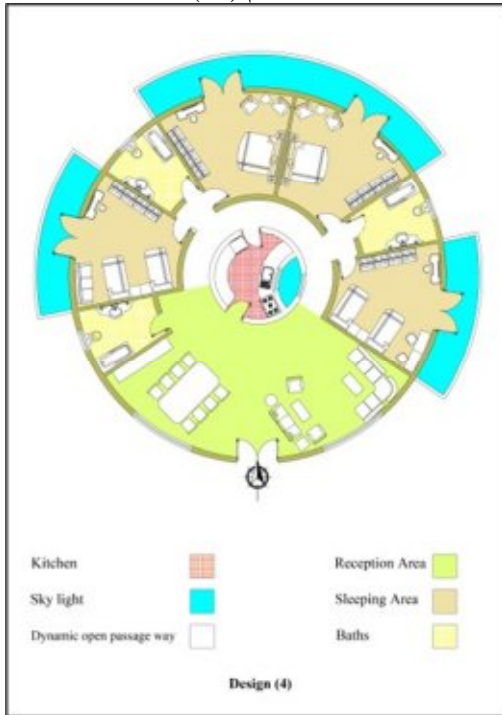 Kitchen
Reception Area
Sky light
Sleeping Area
Dynamic open passage way
Baths
Design (4)